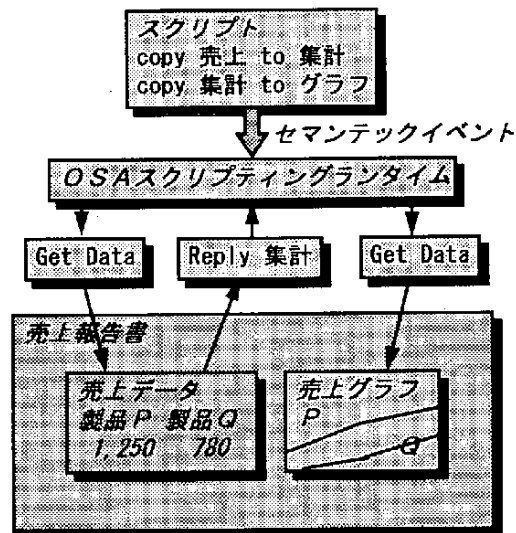 スクリプト
copy 売上 to 集計
copy 集計 to グラフ
セマンテックイベント
OSAスクリプティングランタイム
Get Data
Reply 集計
Get Data
売上報告書
売上データ
製品P 製品Q
1,250 780
売上グラフ
P
Q